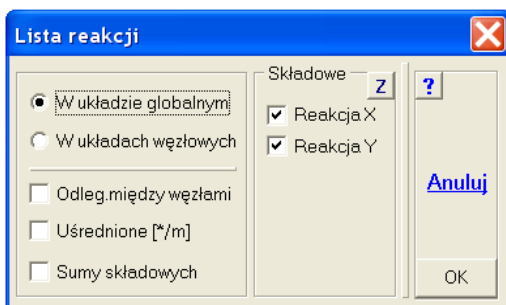 Lista reakcji
W układzie globalnym
W układach węzłowych
Odleg.między węzłami
Uśrednione [*/m]
Sumy składowych
Składowe
Z
Reakcja X
Reakcja Y
?
Anuluj
OK